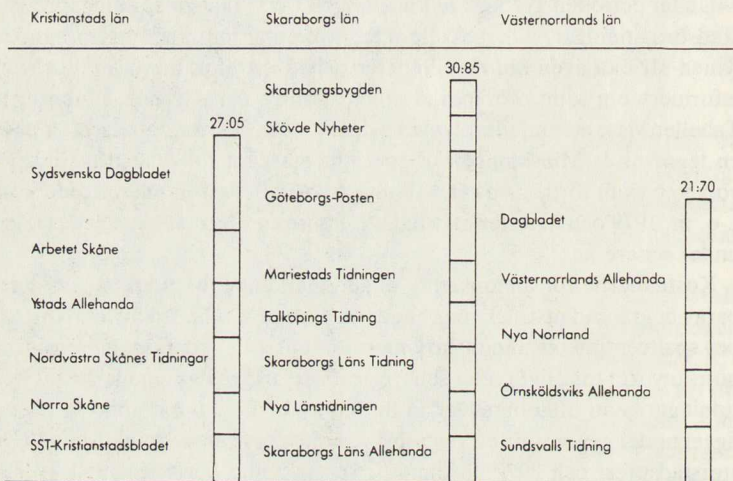 Kristianstads län
Skaraborgs län
Västernorrlands län
27:05
Sydsvenska Dagbladet
Arbetet Skåne
Ystads Allehanda
Nordvästra Skånes Tidningar
Norra Skåne
SST-Kristianstadsbladet
30:85
Skaraborgsbygden
Skövde Nyheter
Göteborgs-Posten
Mariestads Tidningen
Falköpings Tidning
Skaraborgs Läns Tidning
Nya Länstidningen
Skaraborgs Läns Allehanda
21:70
Dagbladet
Västernorrlands Allehanda
Nya Norrland
Örnsköldsviks Allehanda
Sundsvalls Tidning